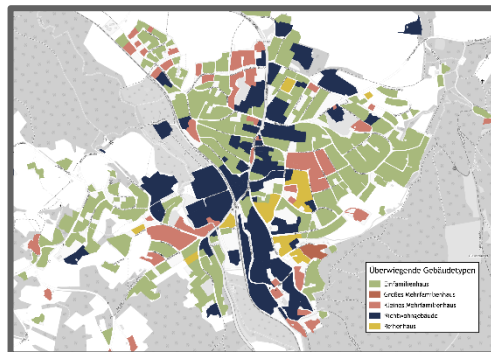 Überwiegende Gebäudetypen
Einfamilienhaus
Großes Mehrfamilienhaus
Kleines Mehrfamilienhaus
Nichtwohngebäude
Reihenhaus